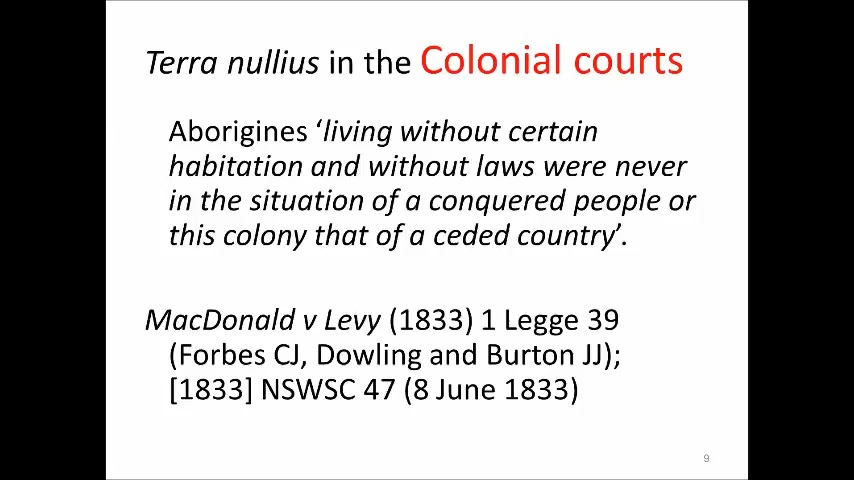 Terra nullius in the Colonial courts
Aborigines ‘living without certain
habitation and without laws were never
in the situation of a conquered people or
this colony that of a ceded country’.
MacDonald v Levy (1833) 1 Legge 39
(Forbes CJ, Dowling and Burton JJ);
[1833] NSWSC 47 (8 June 1833)
9